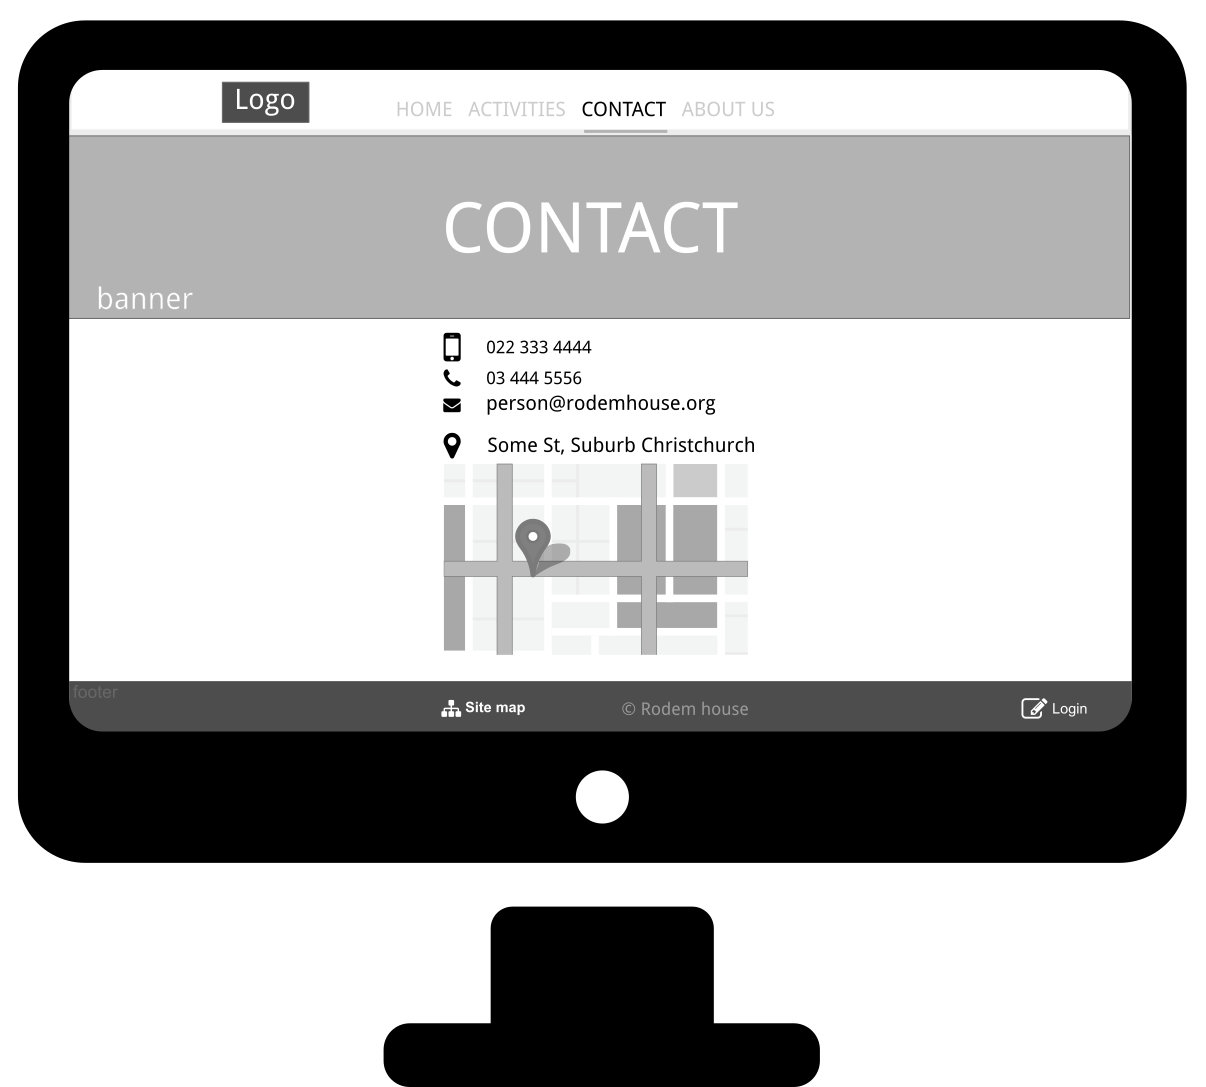 Logo
HOME ACTIVITIES CONTACT ABOUT US
CONTACT
banner
022 333 4444
03 444 5556
person@rodemhouse.org
Some St, Suburb Christchurch
footer
Site map © Rodem house Login